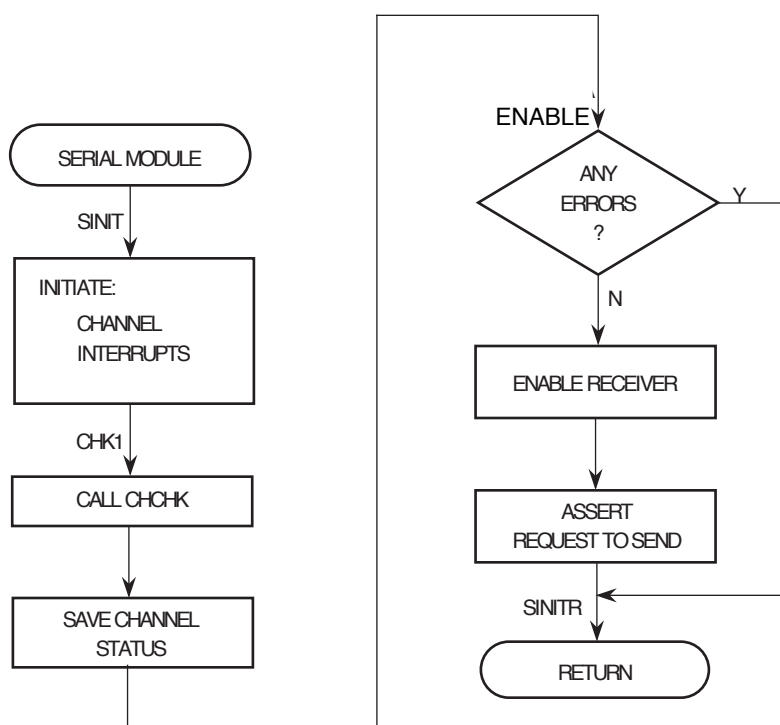 SERIAL MODULE
SINIT
INITIATE:
CHANNEL
INTERRUPTS
CHK1
CALL CHCHK
SAVE CHANNEL
STATUS
ENABLE
ANY
ERRORS
?
Y
N
ENABLE RECEIVER
ASSERT
REQUEST TO SEND
SINITR
RETURN